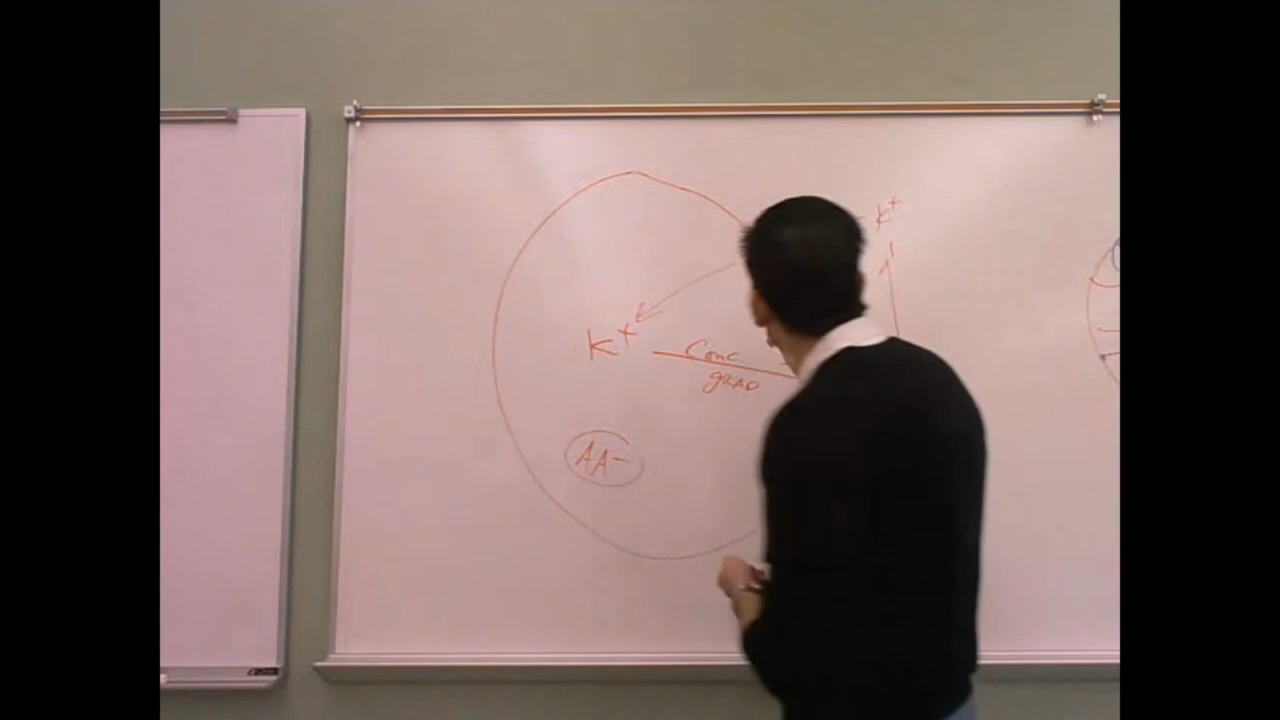 K+
K+
Conc
GRAD
AA-